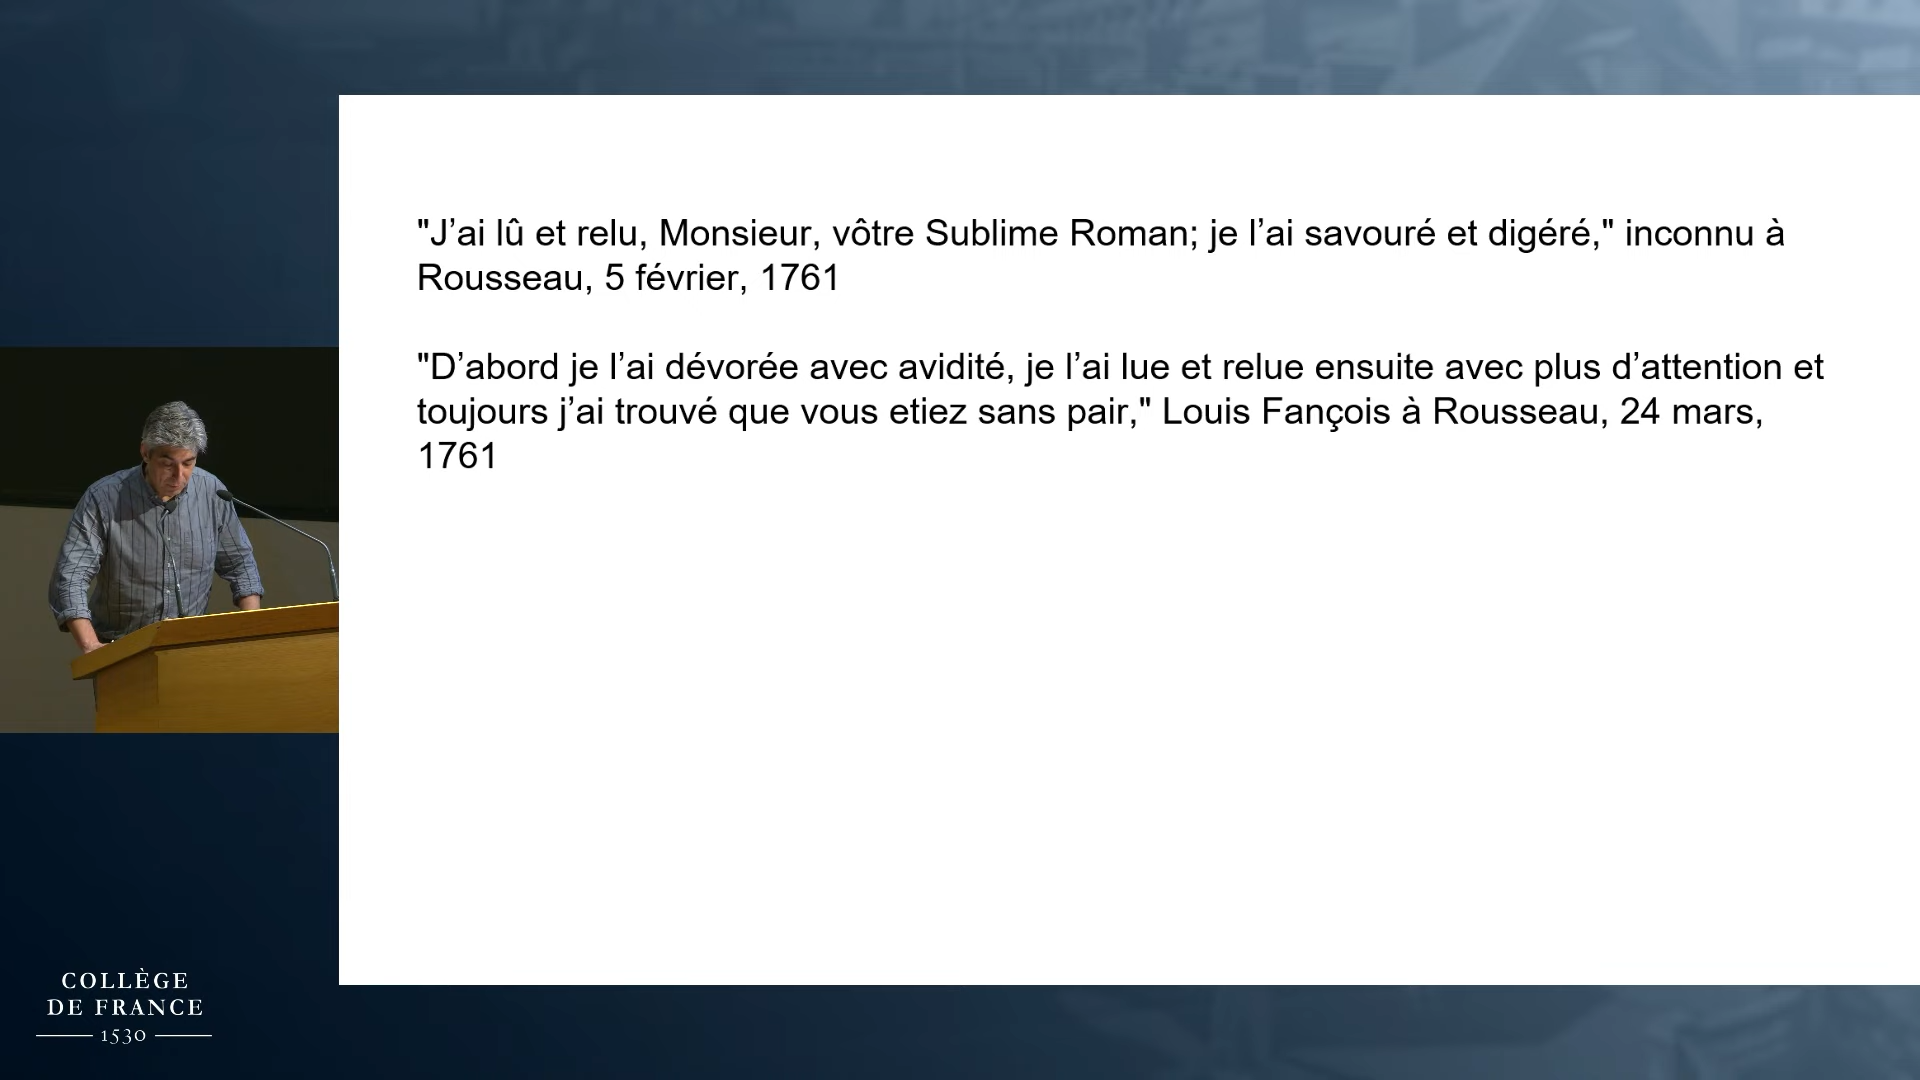 "J’ai lû et relu, Monsieur, vôtre Sublime Roman; je l’ai savouré et digéré," inconnu à
Rousseau, 5 février, 1761
"D’abord je l’ai dévorée avec avidité, je l’ai lue et relue ensuite avec plus d’attention et
toujours j’ai trouvé que vous etiez sans pair," Louis Fançois à Rousseau, 24 mars,
1761
COLLÈGE
DE FRANCE
1530